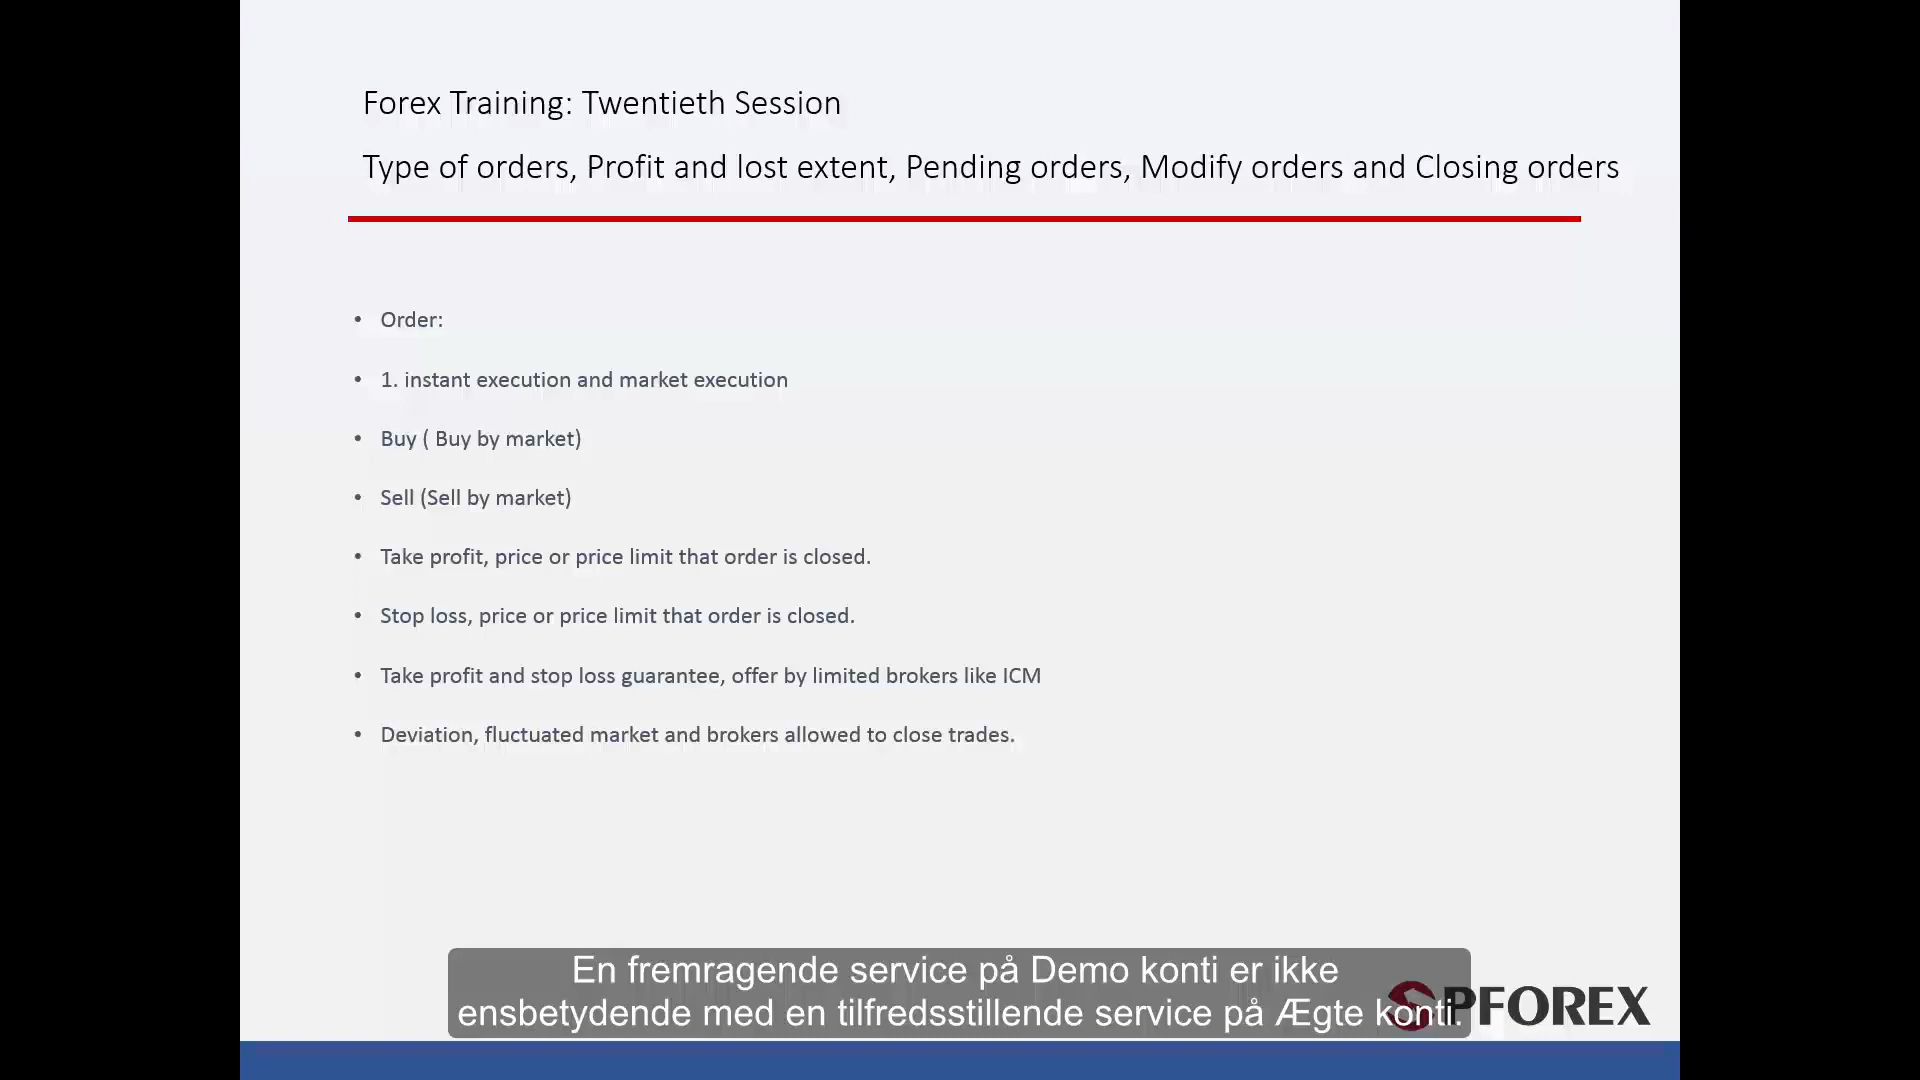 Forex Training: Twentieth Session
Type of orders, Profit and lost extent, Pending orders, Modify orders and Closing orders
• Order:
• 1. instant execution and market execution
• Buy ( Buy by market)
• Sell (Sell by market)
• Take profit, price or price limit that order is closed.
• Stop loss, price or price limit that order is closed.
• Take profit and stop loss guarantee, offer by limited brokers like ICM
• Deviation, fluctuated market and brokers allowed to close trades.
En fremragende service på Demo konti er ikke
ensbetydende med en tilfredsstillende service på Ægte konti.
SPFOREX